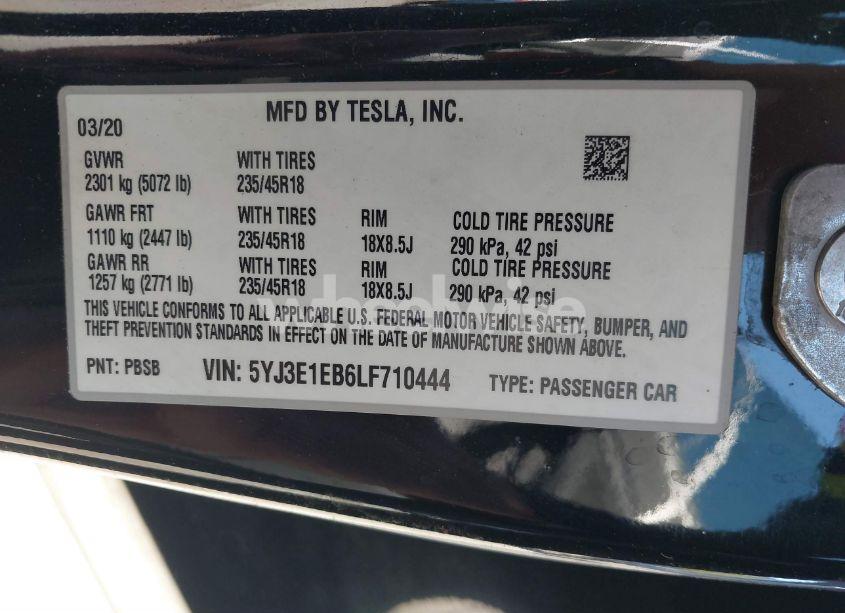 MFD BY TESLA, INC.
03/20
GVWR WITH TIRES
2301 kg (5072 lb) 235/45R18
GAWR FRT WITH TIRES RIM COLD TIRE PRESSURE
1110 kg (2447 lb) 235/45R18 18X8.5J 290 kPa, 42 psi
GAWR RR WITH TIRES RIM COLD TIRE PRESSURE
1257 kg (2771 lb) 235/45R18 18X8.5J 290 kPa, 42 psi
THIS VEHICLE CONFORMS TO ALL APPLICABLE U.S. FEDERAL MOTOR VEHICLE SAFETY, BUMPER, AND
THEFT PREVENTION STANDARDS IN EFFECT ON THE DATE OF MANUFACTURE SHOWN ABOVE.
PNT: PBSB VIN: 5YJ3E1EB6LF710444 TYPE: PASSENGER CAR